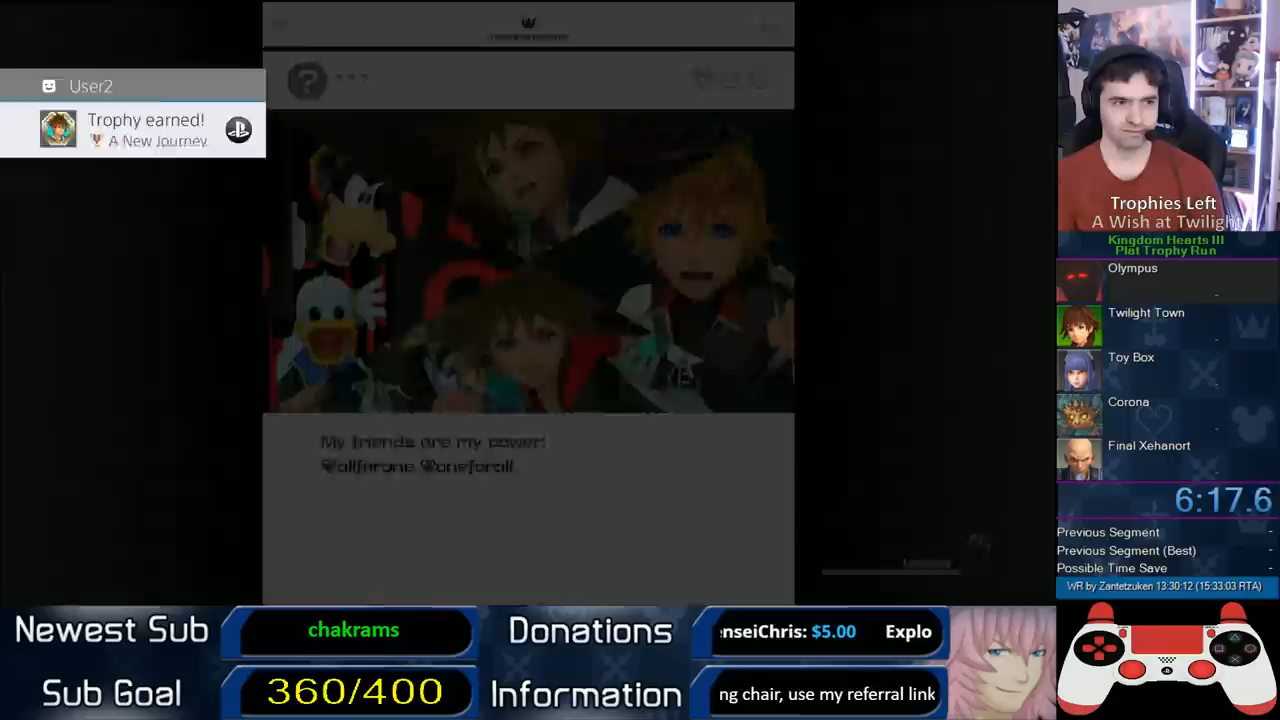 User2
Trophy earned!
A New Journey
? ???
My friends are my power!
Trophies Left
A Wish at Twilight
Kingdom Hearts III
Plat Trophy Run
Olympus
-
Twilight Town
-
Toy Box
-
Corona
-
Final Xehanort
-
6:17.6
Previous Segment -
Previous Segment (Best) -
Possible Time Save -
WR by Zantetzuken 13:30:12 (15:33:03 RTA)
Newest Sub
chakrams
Donations
nseiChris: $5.00 Explo
Sub Goal
360/400
Information
ng chair, use my referral link